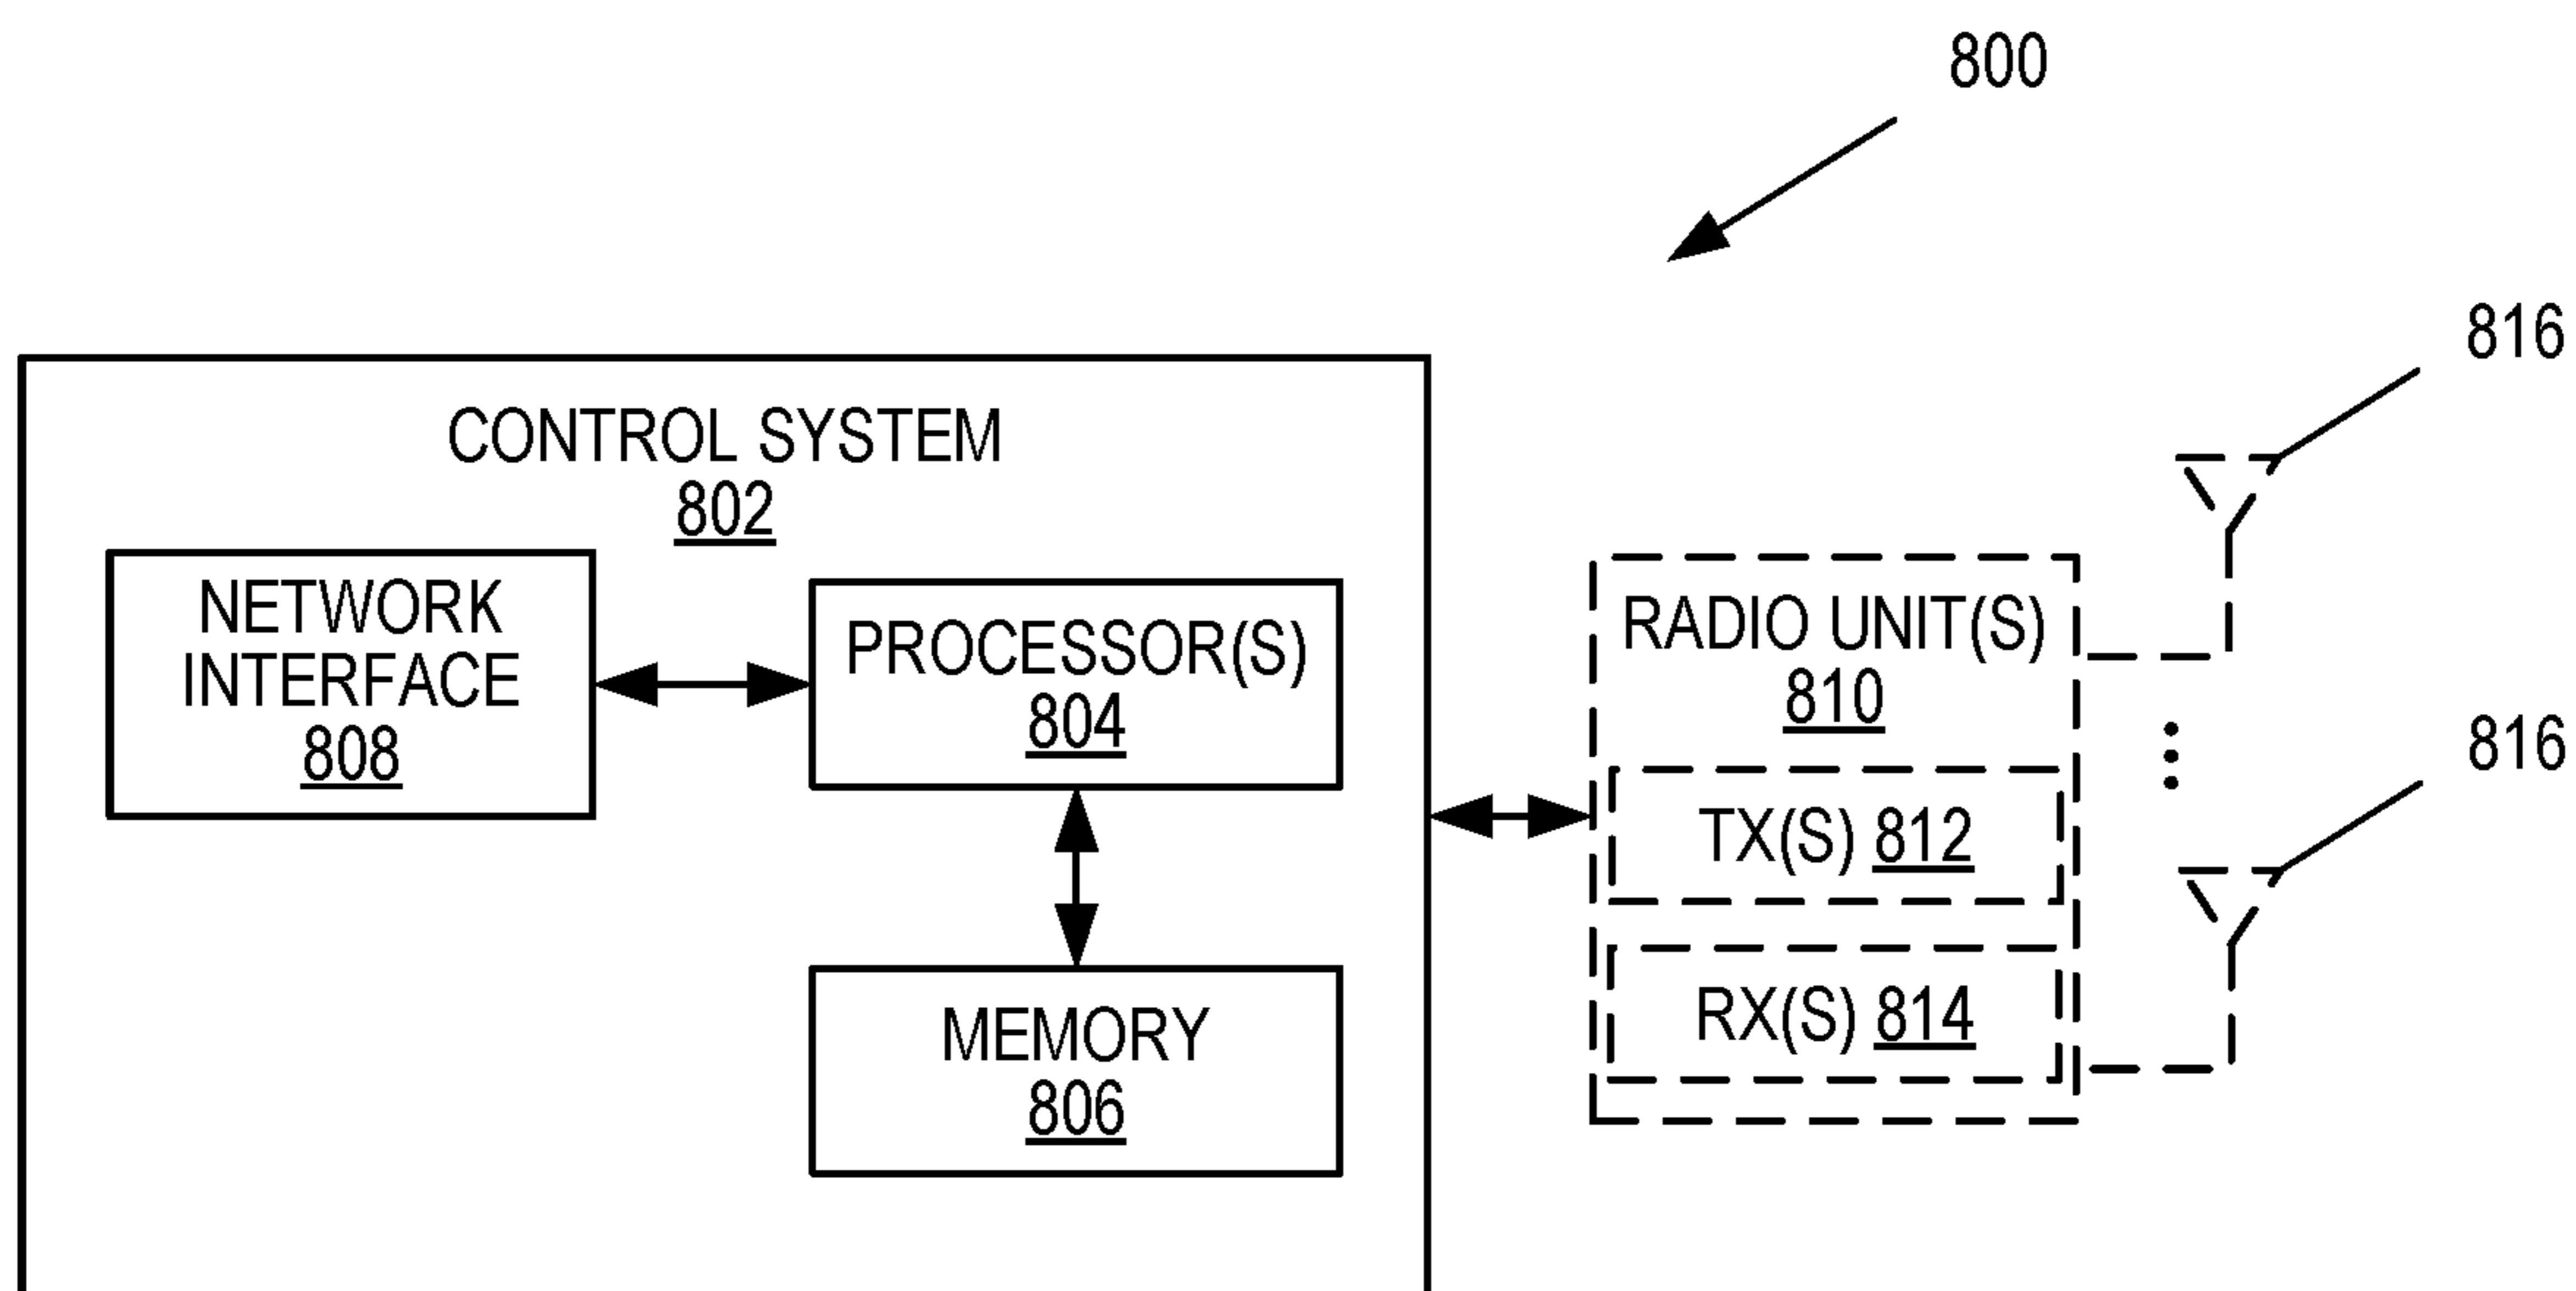 800
816
CONTROL SYSTEM
802
NETWORK
INTERFACE
808
PROCESSOR(S)
804
MEMORY
806
RADIO UNIT(S)
810
TX(S) 812
RX(S) 814
816